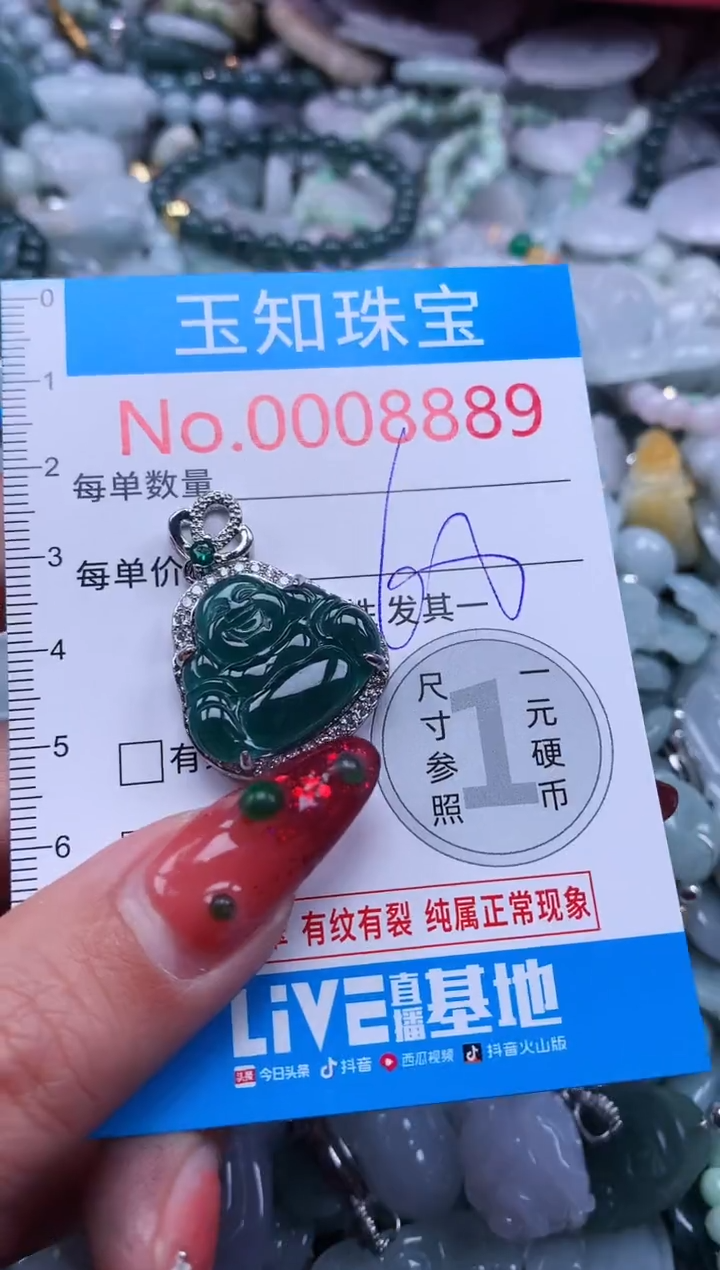 玉知珠宝
No.0008889
每单数量
每单价
发其一
尺寸参照
1
一元硬币
有
有纹有裂 纯属正常现象
LiVE直播基地
头条 今日头条 抖音 西瓜视频 抖音火山版
0
1
2
3
4
5
6